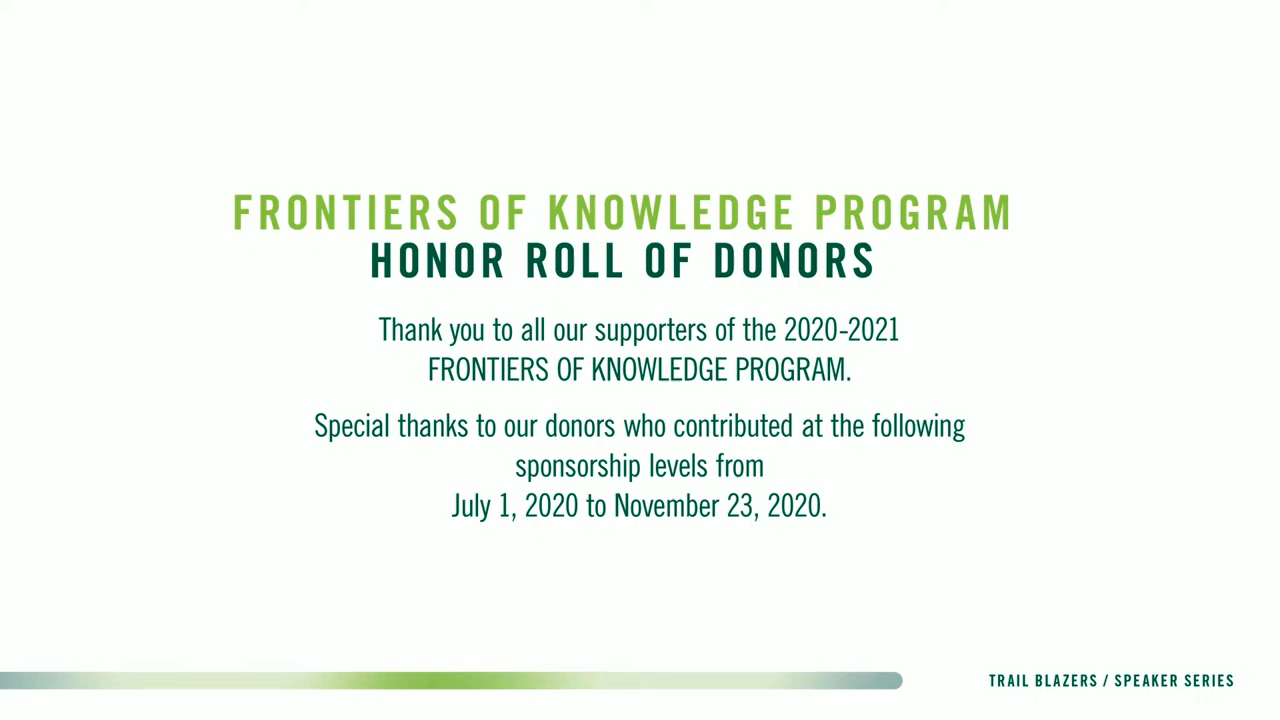 FRONTIERS OF KNOWLEDGE PROGRAM
HONOR ROLL OF DONORS
Thank you to all our supporters of the 2020-2021
FRONTIERS OF KNOWLEDGE PROGRAM.
Special thanks to our donors who contributed at the following
sponsorship levels from
July 1, 2020 to November 23, 2020.
TRAIL BLAZERS / SPEAKER SERIES